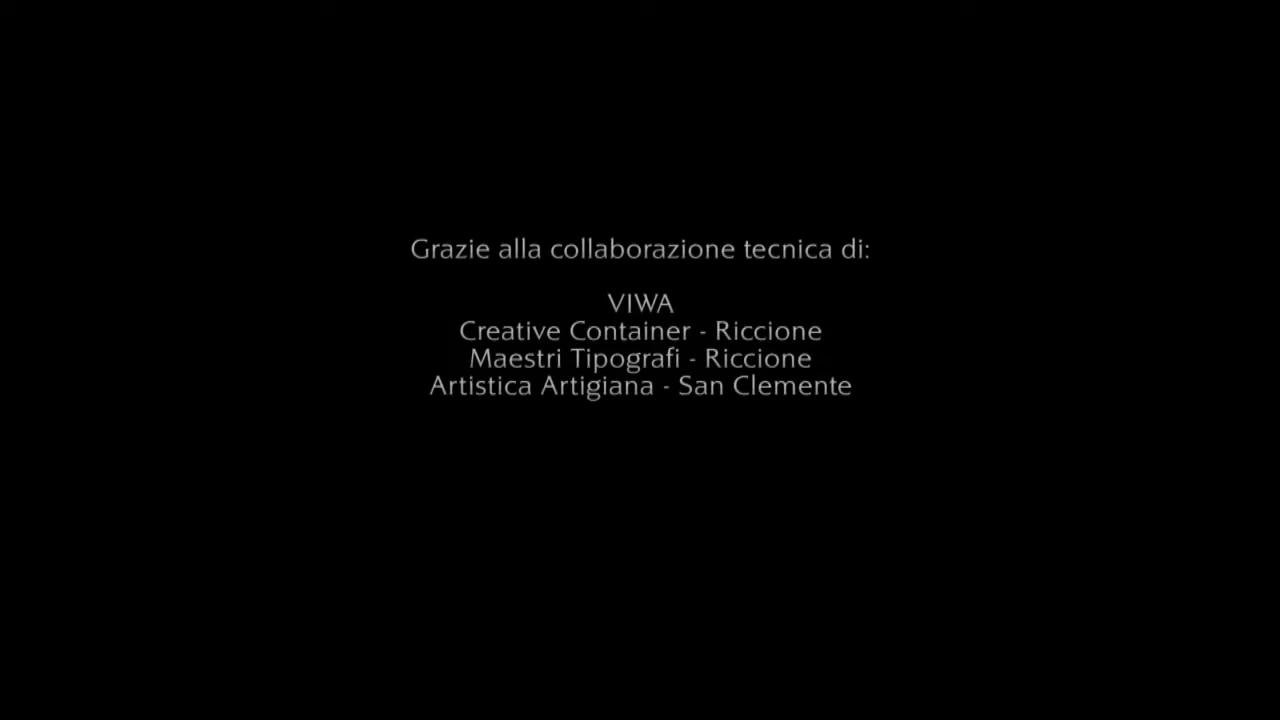 Grazie alla collaborazione tecnica di:
VIWA
Creative Container - Riccione
Maestri Tipografi - Riccione
Artistica Artigiana - San Clemente